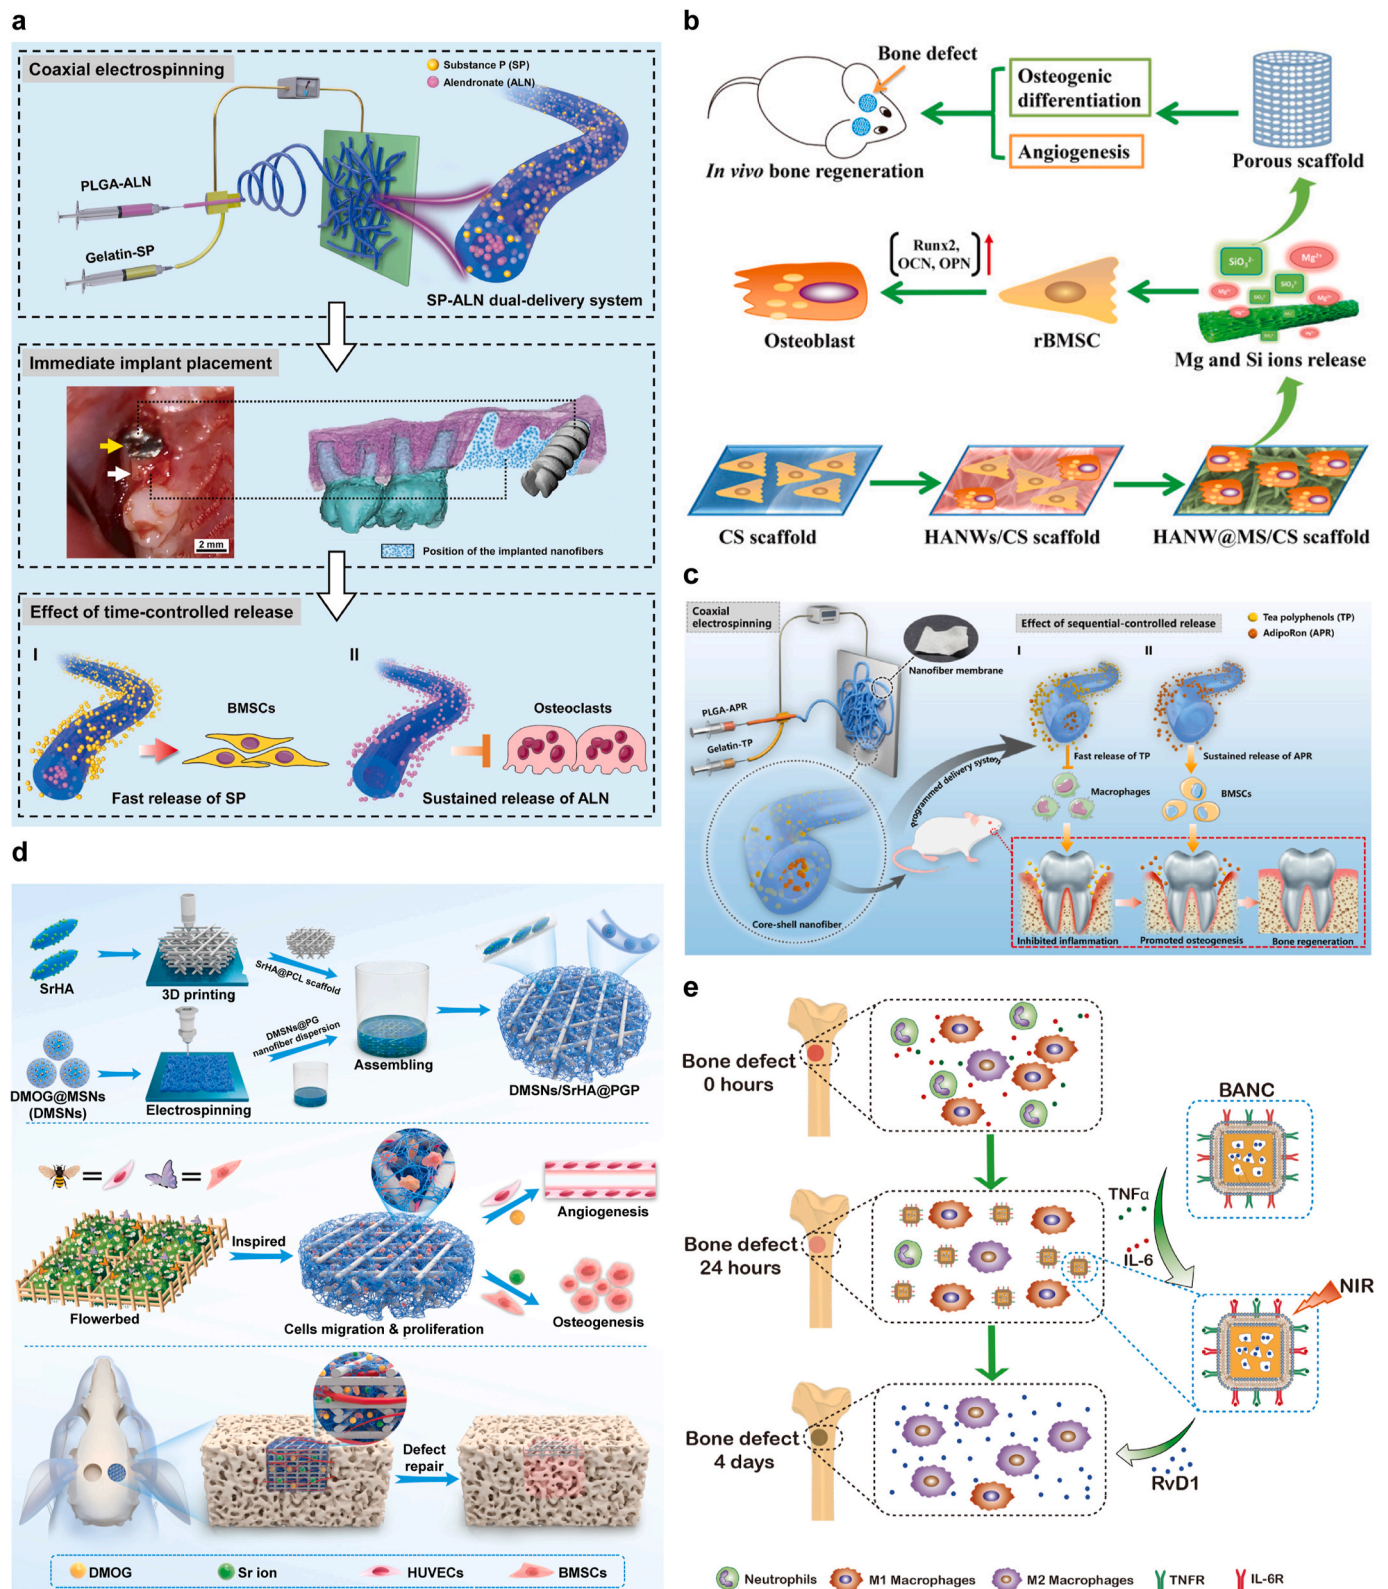 a
Coaxial electrospinning
Substance P (SP)
Alendronate (ALN)
PLGA-ALN
Gelatin-SP
SP-ALN dual-delivery system
Immediate implant placement
2 mm
Position of the implanted nanofibers
Effect of time-controlled release
I
II
BMSCs
Osteoclasts
Fast release of SP
Sustained release of ALN
b
Bone defect
Osteogenic
differentiation
Angiogenesis
In vivo bone regeneration
Porous scaffold
Runx2,
OCN, OPN
SiO₃²⁻
Mg²⁺
Osteoblast
rBMSC
Mg and Si ions release
CS scaffold
HANWs/CS scaffold
HANW@MS/CS scaffold
c
Coaxial
electrospinning
Nanofiber membrane
PLGA-APR
Gelatin-TP
Core-shell nanofiber
Programmed delivery system
Effect of sequential-controlled release
Tea polyphenols (TP)
AdipoRon (APR)
I
II
Fast release of TP
Sustained release of APR
Macrophages
BMSCs
Inhibited inflammation
Promoted osteogenesis
Bone regeneration
d
SrHA
3D printing
SrHA@PCL scaffold
DMOG@MSNs
(DMSNs)
Electrospinning
DMSNs@PG
nanofiber dispersion
Assembling
DMSNs/SrHA@PGP
=
=
Flowerbed
Inspired
Cells migration & proliferation
Angiogenesis
Osteogenesis
Defect
repair
DMOG
Sr ion
HUVECs
BMSCs
e
Bone defect
0 hours
Bone defect
24 hours
Bone defect
4 days
BANC
TNFα
IL-6
NIR
RvD1
Neutrophils
M1 Macrophages
M2 Macrophages
TNFR
IL-6R